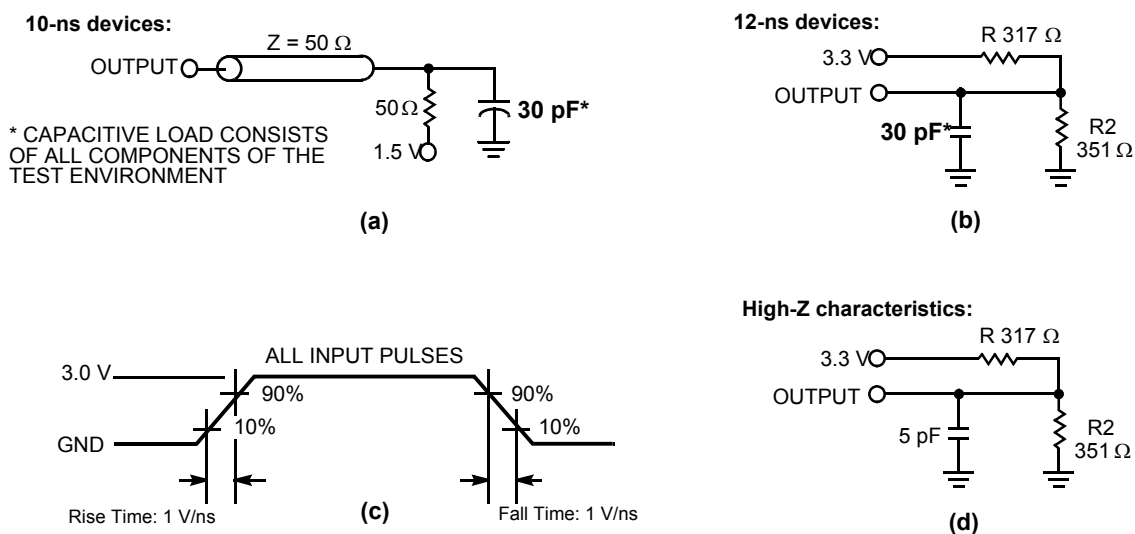 10-ns devices:
Z = 50 Ω
OUTPUT
50 Ω
30 pF*
1.5 V
* CAPACITIVE LOAD CONSISTS
OF ALL COMPONENTS OF THE
TEST ENVIRONMENT
(a)
12-ns devices:
R 317 Ω
3.3 V
OUTPUT
30 pF*
R2
351 Ω
(b)
ALL INPUT PULSES
3.0 V
90%
90%
10%
10%
GND
Rise Time: 1 V/ns
(c)
Fall Time: 1 V/ns
High-Z characteristics:
R 317 Ω
3.3 V
OUTPUT
5 pF
R2
351 Ω
(d)